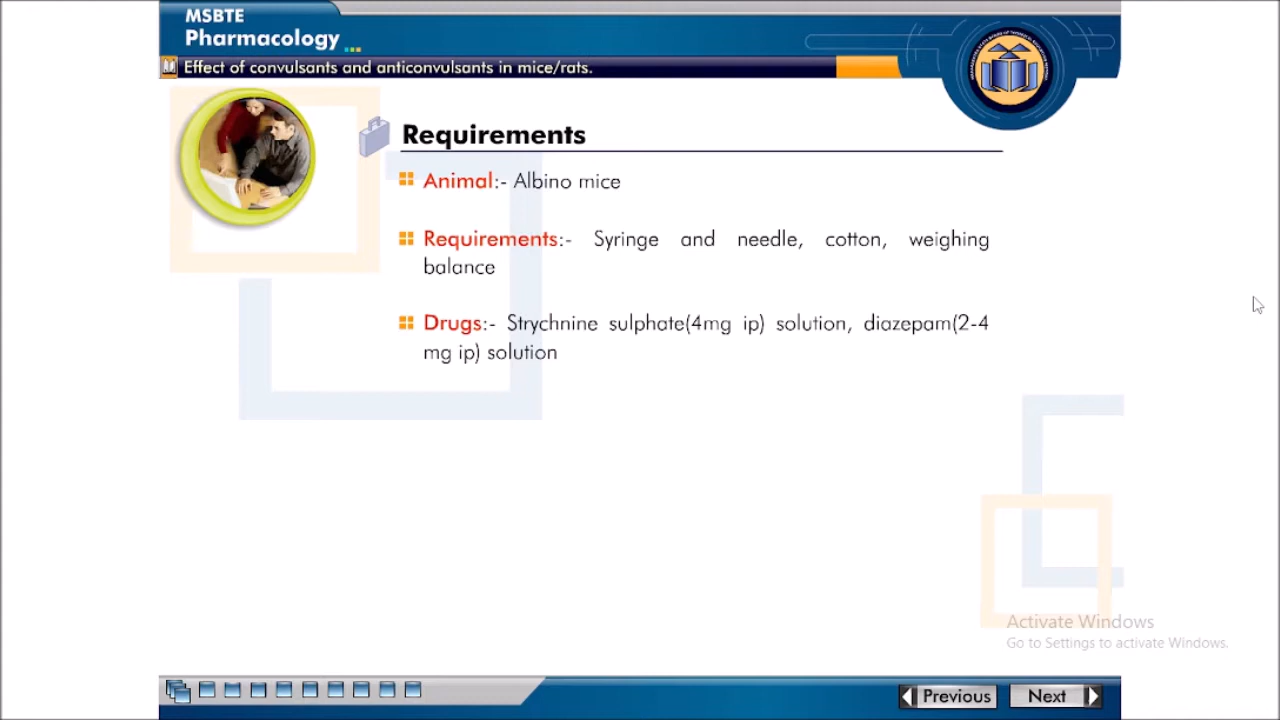 MSBTE
Pharmacology
Effect of convulsants and anticonvulsants in mice/rats.
Requirements
Animal:- Albino mice
Requirements:- Syringe and needle, cotton, weighing
balance
Drugs:- Strychnine sulphate(4mg ip) solution, diazepam(2-4
mg ip) solution
Activate Windows
Go to Settings to activate Windows.
Previous
Next